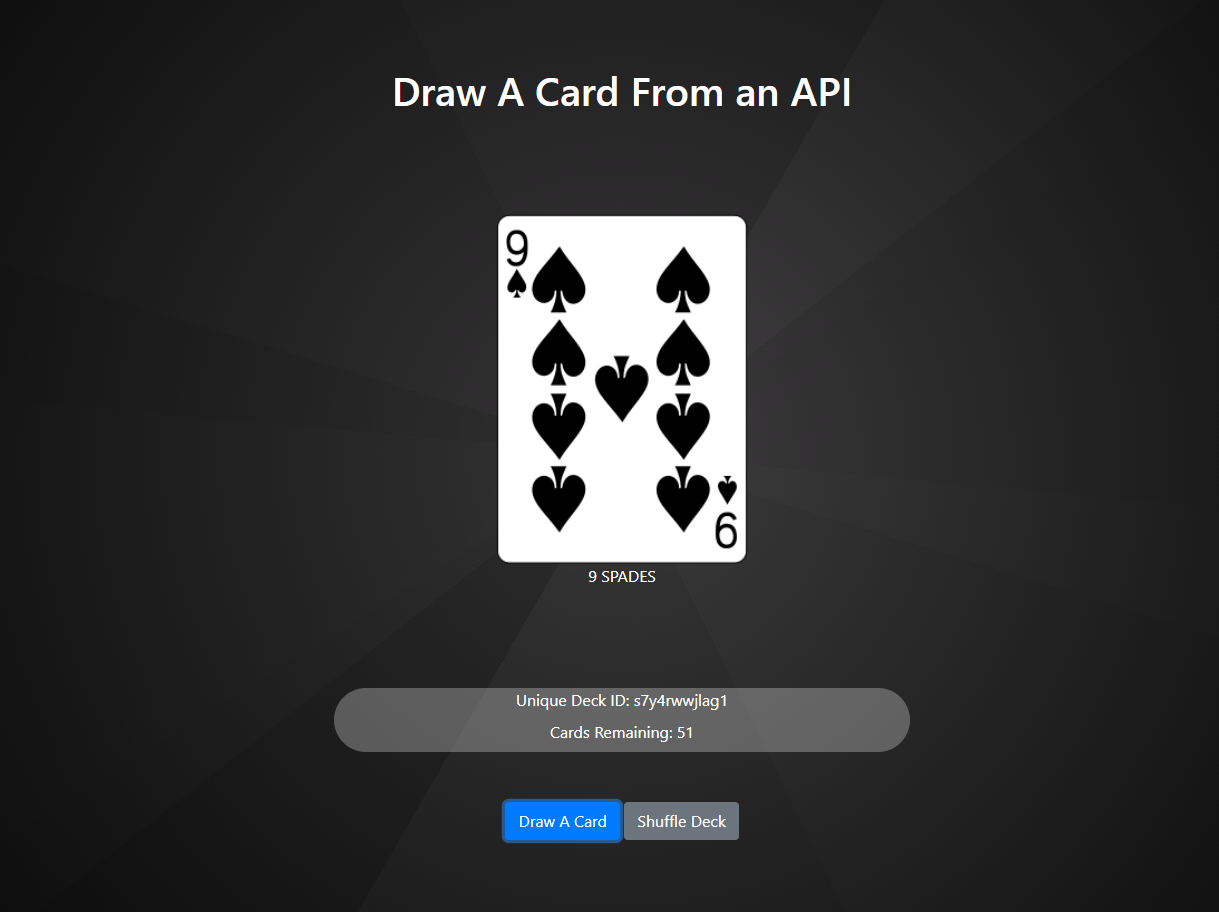 Draw A Card From an API
9
9
9 SPADES
Unique Deck ID: s7y4rwwjlag1
Cards Remaining: 51
Draw A Card
Shuffle Deck